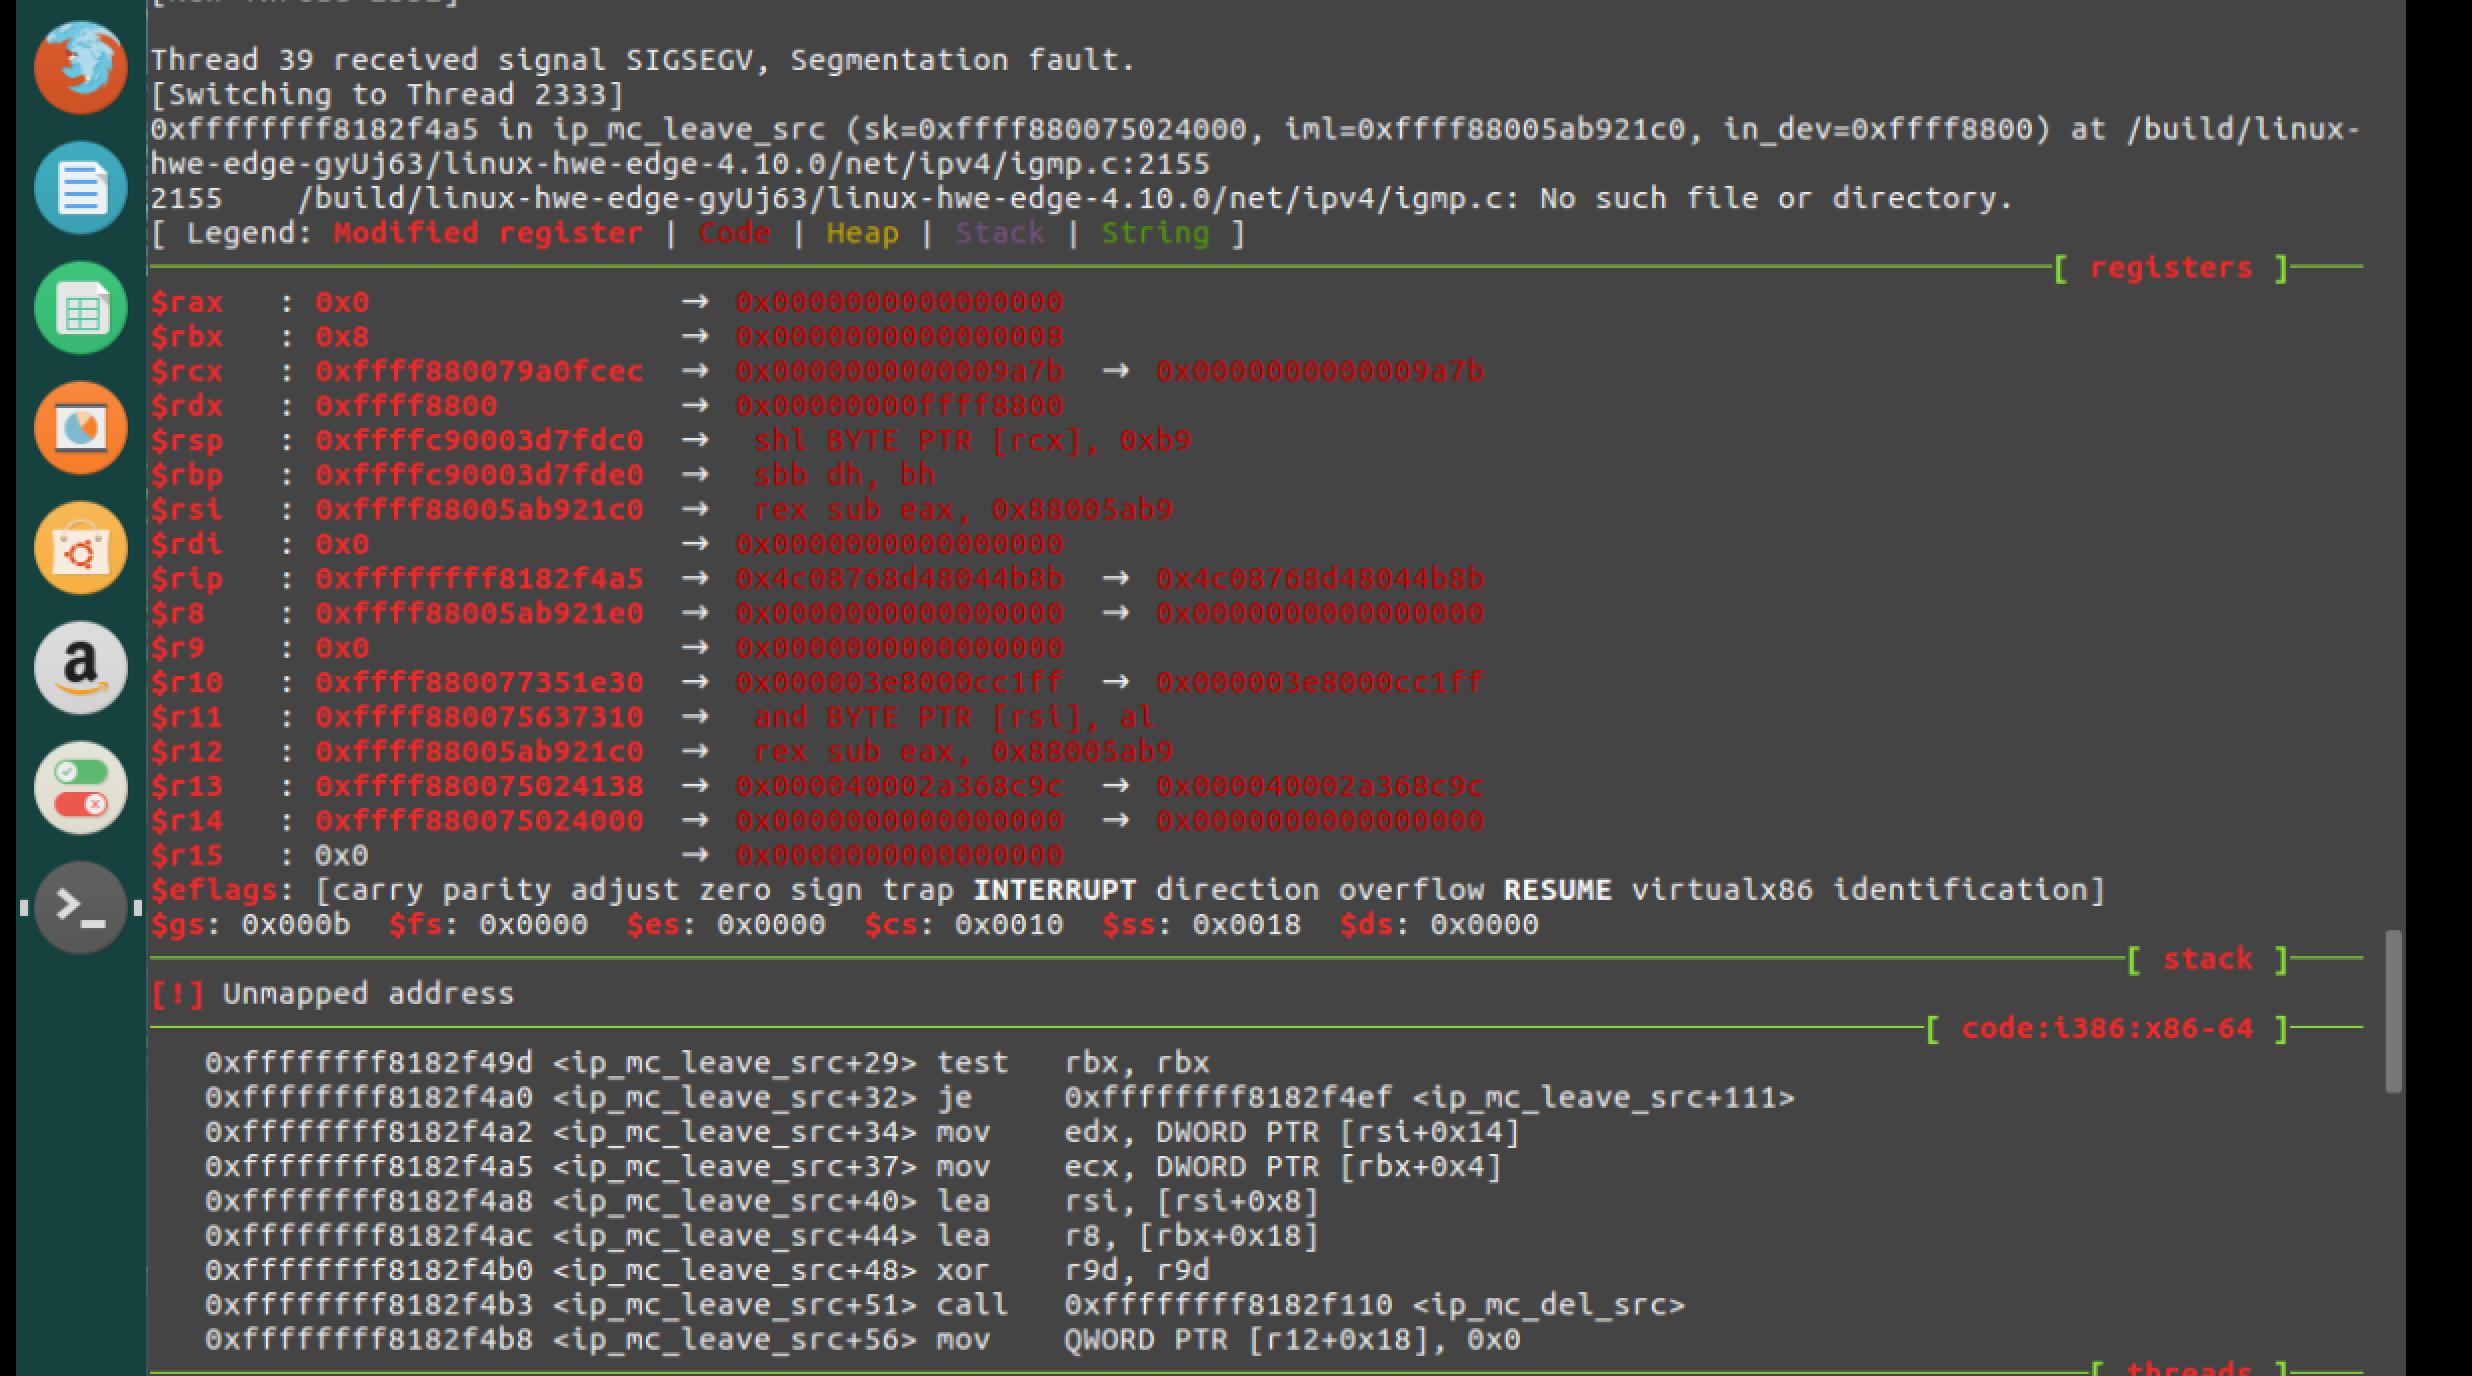 Thread 39 received signal SIGSEGV, Segmentation fault.
[Switching to Thread 2333]
0xffffffff8182f4a5 in ip_mc_leave_src (sk=0xffff880075024000, iml=0xffff88005ab921c0, in_dev=0xffff8800) at /build/linux-
hwe-edge-gyUj63/linux-hwe-edge-4.10.0/net/ipv4/igmp.c:2155
2155    /build/linux-hwe-edge-gyUj63/linux-hwe-edge-4.10.0/net/ipv4/igmp.c: No such file or directory.
[ Legend: Modified register | Code | Heap | Stack | String ]
[ registers ]
$rax   : 0x0                 → 0x0000000000000000
$rbx   : 0x8                 → 0x0000000000000008
$rcx   : 0xffff880079a0fcec  → 0x0000000000009a7b  → 0x0000000000009a7b
$rdx   : 0xffff8800          → 0x00000000ffff8800
$rsp   : 0xffffc90003d7fdc0  →  shl BYTE PTR [rcx], 0xb9
$rbp   : 0xffffc90003d7fde0  →  sbb dh, bh
$rsi   : 0xffff88005ab921c0  →  rex sub eax, 0x88005ab9
$rdi   : 0x0                 → 0x0000000000000000
$rip   : 0xffffffff8182f4a5  → 0x4c08768d48044b8b  → 0x4c08768d48044b8b
$r8    : 0xffff88005ab921e0  → 0x0000000000000000  → 0x0000000000000000
$r9    : 0x0                 → 0x0000000000000000
$r10   : 0xffff880077351e30  → 0x000003e8000cc1ff  → 0x000003e8000cc1ff
$r11   : 0xffff880075637310  →  and BYTE PTR [rsi], al
$r12   : 0xffff88005ab921c0  →  rex sub eax, 0x88005ab9
$r13   : 0xffff880075024138  → 0x000040002a368c9c  → 0x000040002a368c9c
$r14   : 0xffff880075024000  → 0x0000000000000000  → 0x0000000000000000
$r15   : 0x0                 → 0x0000000000000000
$eflags: [carry parity adjust zero sign trap INTERRUPT direction overflow RESUME virtualx86 identification]
$gs: 0x000b  $fs: 0x0000  $es: 0x0000  $cs: 0x0010  $ss: 0x0018  $ds: 0x0000
[ stack ]
[!] Unmapped address
[ code:i386:x86-64 ]
0xffffffff8182f49d <ip_mc_leave_src+29> test   rbx, rbx
0xffffffff8182f4a0 <ip_mc_leave_src+32> je     0xffffffff8182f4ef <ip_mc_leave_src+111>
0xffffffff8182f4a2 <ip_mc_leave_src+34> mov    edx, DWORD PTR [rsi+0x14]
0xffffffff8182f4a5 <ip_mc_leave_src+37> mov    ecx, DWORD PTR [rbx+0x4]
0xffffffff8182f4a8 <ip_mc_leave_src+40> lea    rsi, [rsi+0x8]
0xffffffff8182f4ac <ip_mc_leave_src+44> lea    r8, [rbx+0x18]
0xffffffff8182f4b0 <ip_mc_leave_src+48> xor    r9d, r9d
0xffffffff8182f4b3 <ip_mc_leave_src+51> call   0xffffffff8182f110 <ip_mc_del_src>
0xffffffff8182f4b8 <ip_mc_leave_src+56> mov    QWORD PTR [r12+0x18], 0x0
[ threads ]